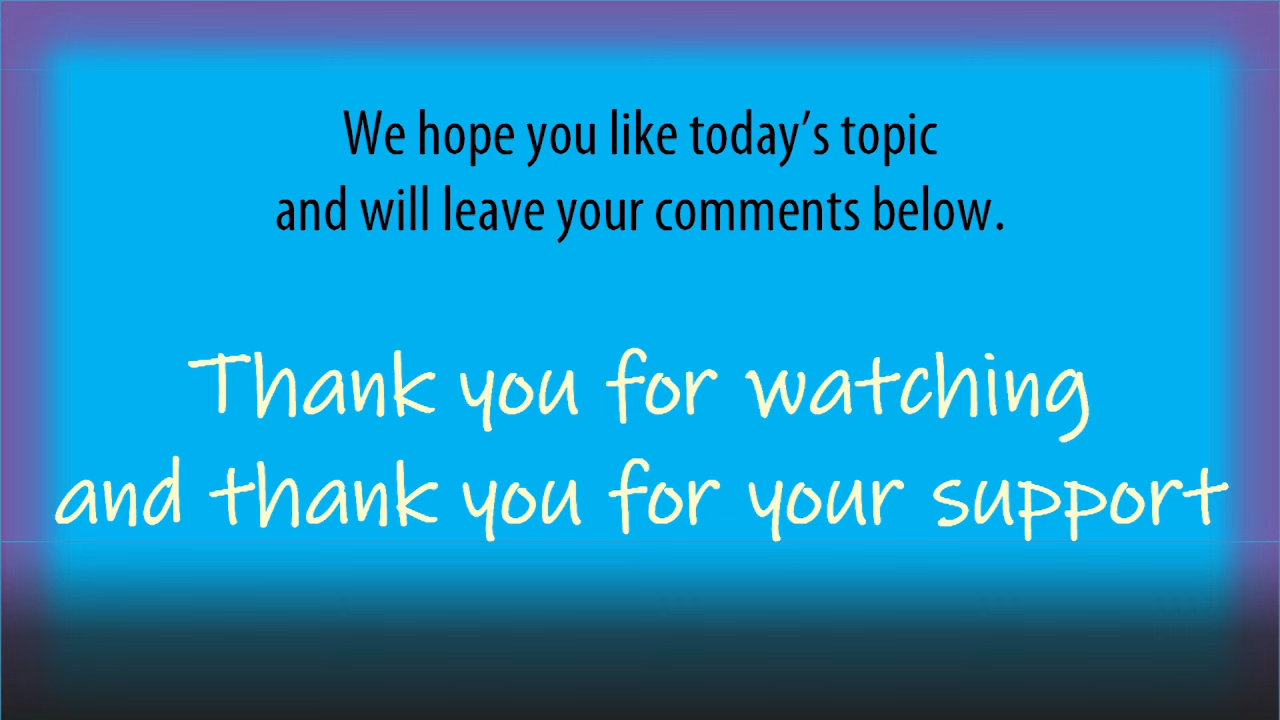 We hope you like today’s topic
and will leave your comments below.
Thank you for watching
and thank you for your support